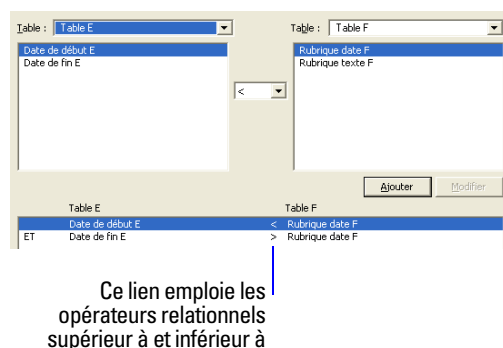 Table : Table E
Table : Table F
Date de début E
Date de fin E
<
Rubrique date F
Rubrique texte F
Ajouter
Modifier
Table E
Table F
Date de début E < Rubrique date F
ET Date de fin E > Rubrique date F
Ce lien emploie les
opérateurs relationnels
supérieur à et inférieur à